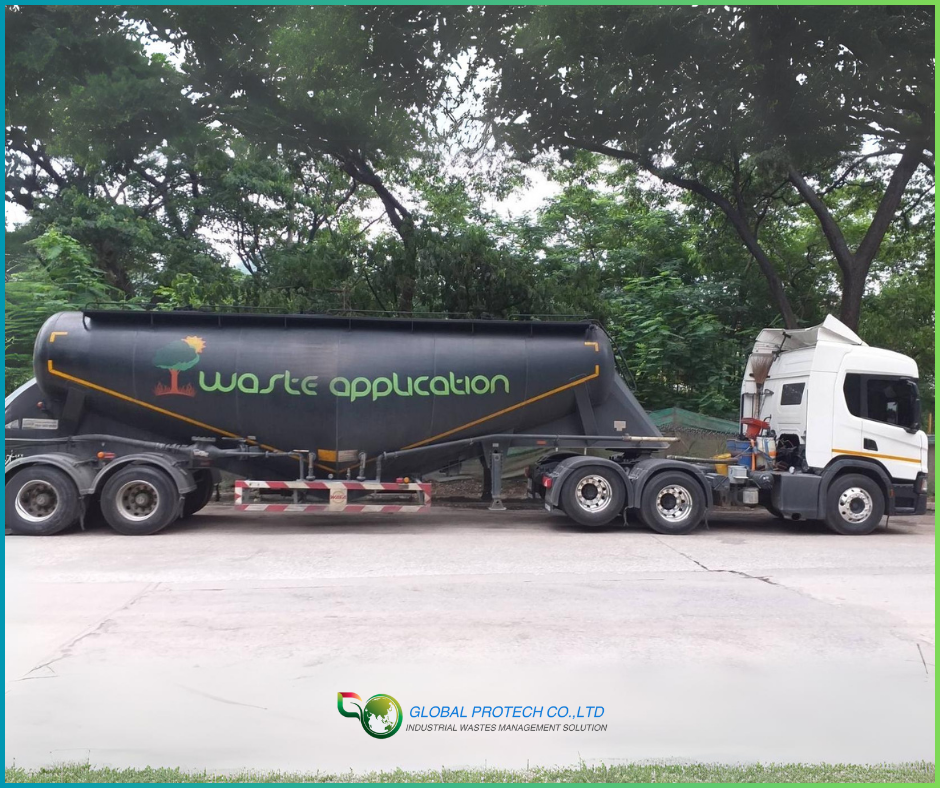 waste application
GLOBAL PROTECH CO.,LTD
INDUSTRIAL WASTES MANAGEMENT SOLUTION